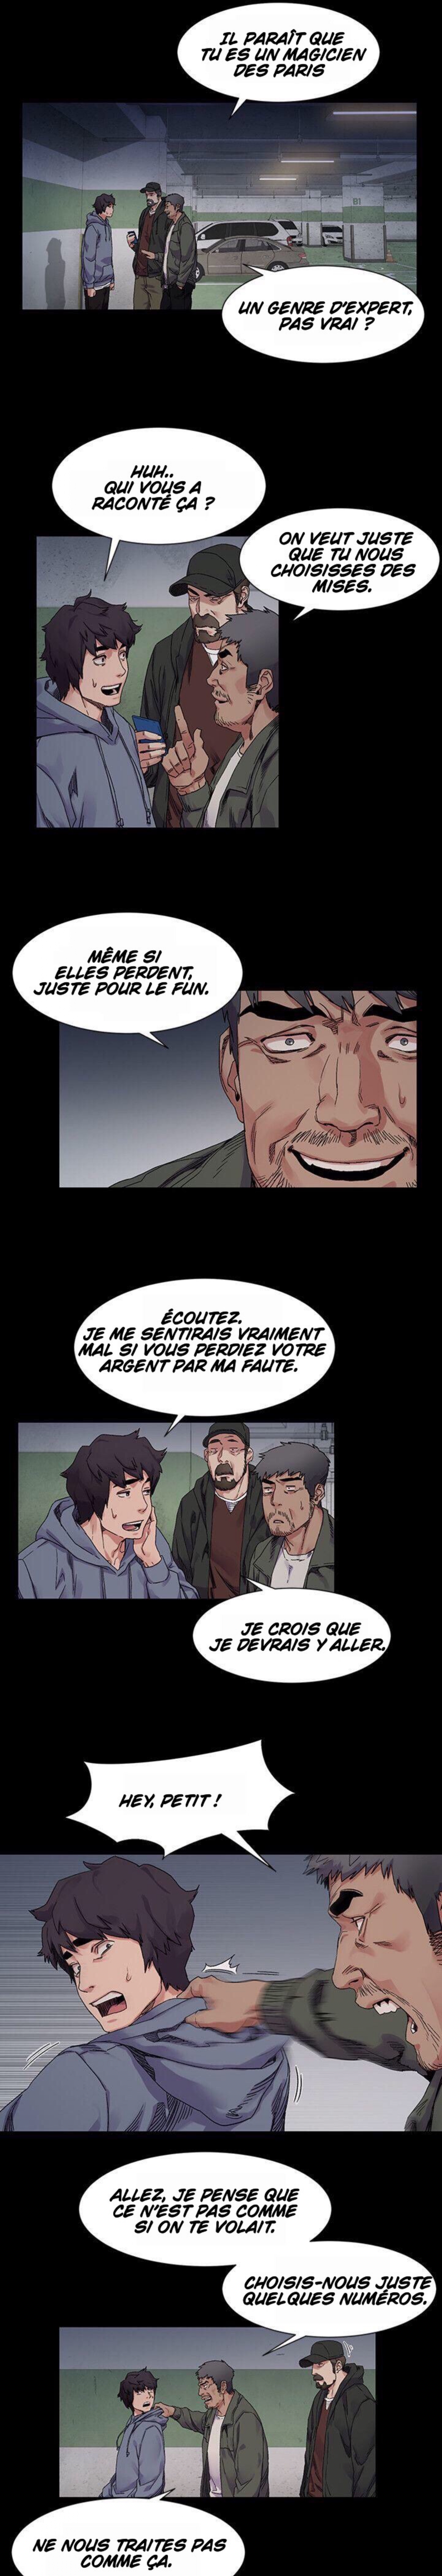 IL PARAÎT QUE
TU ES UN MAGICIEN
DES PARIS
B1
UN GENRE D'EXPERT,
PAS VRAI ?
HUH..
QUI VOUS A
RACONTÉ ÇA ?
ON VEUT JUSTE
QUE TU NOUS
CHOISISSES DES
MISES.
MÊME SI
ELLES PERDENT,
JUSTE POUR LE FUN.
ÉCOUTEZ.
JE ME SENTIRAIS VRAIMENT
MAL SI VOUS PERDIEZ VOTRE
ARGENT PAR MA FAUTE.
JE CROIS QUE
JE DEVRAIS Y ALLER.
HEY, PETIT !
ALLEZ, JE PENSE QUE
CE N'EST PAS COMME
SI ON TE VOLAIT.
CHOISIS-NOUS JUSTE
QUELQUES NUMÉROS.
NE NOUS TRAITES PAS
COMME ÇA.